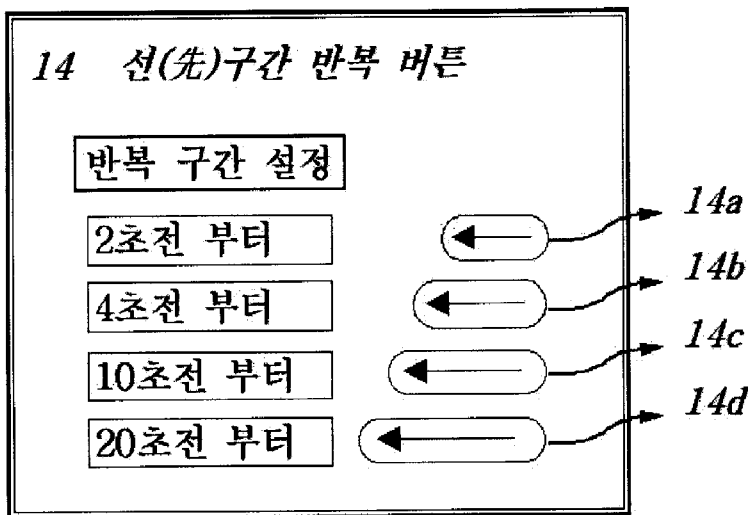 14 선(先)구간 반복 버튼
반복 구간 설정
2초전 부터
14a
4초전 부터
14b
10초전 부터
14c
20초전 부터
14d